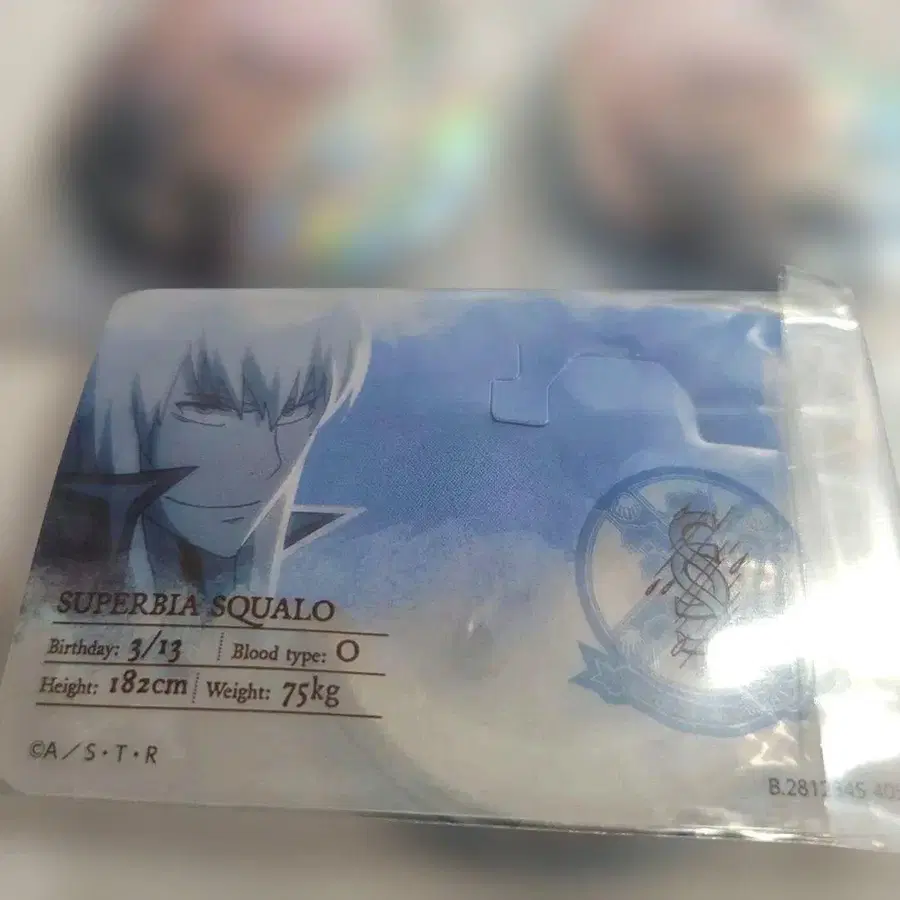 SUPERBIA SQUALO
Birthday: 3/13 Blood type: O
Height: 182cm Weight: 75kg
©A/S・T・R